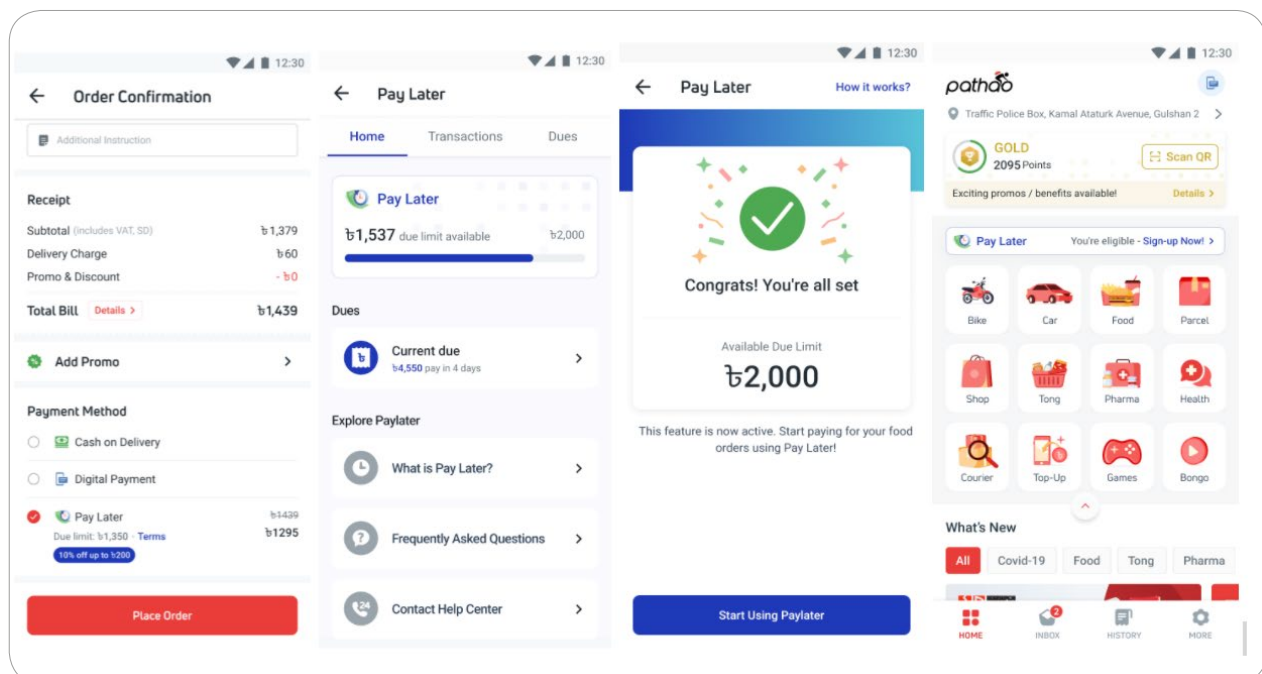 12:30
Order Confirmation
Additional Instruction
Receipt
Subtotal (includes VAT, SD) ৳1,379
Delivery Charge ৳60
Promo & Discount - ৳0
Total Bill Details > ৳1,439
Add Promo
Payment Method
Cash on Delivery
Digital Payment
Pay Later ৳1439
Due limit: ৳1,350 · Terms ৳1295
10% off up to ৳200
Place Order
12:30
Pay Later
Home Transactions Dues
Pay Later
৳1,537 due limit available ৳2,000
Dues
৳
Current due
৳4,550 pay in 4 days
Explore Paylater
What is Pay Later?
?
Frequently Asked Questions
24
Contact Help Center
12:30
Pay Later How it works?
Congrats! You're all set
Available Due Limit
৳2,000
This feature is now active. Start paying for your food
orders using Pay Later!
Start Using Paylater
12:30
pathao
Traffic Police Box, Kamal Ataturk Avenue, Gulshan 2
GOLD
2095 Points
Scan QR
Exciting promos / benefits available! Details >
Pay Later You're eligible - Sign-up Now! >
Bike Car Food Parcel
Shop Tong Pharma Health
Courier Top-Up Games Bongo
What's New
All Covid-19 Food Tong Pharma
2
HOME INBOX HISTORY MORE